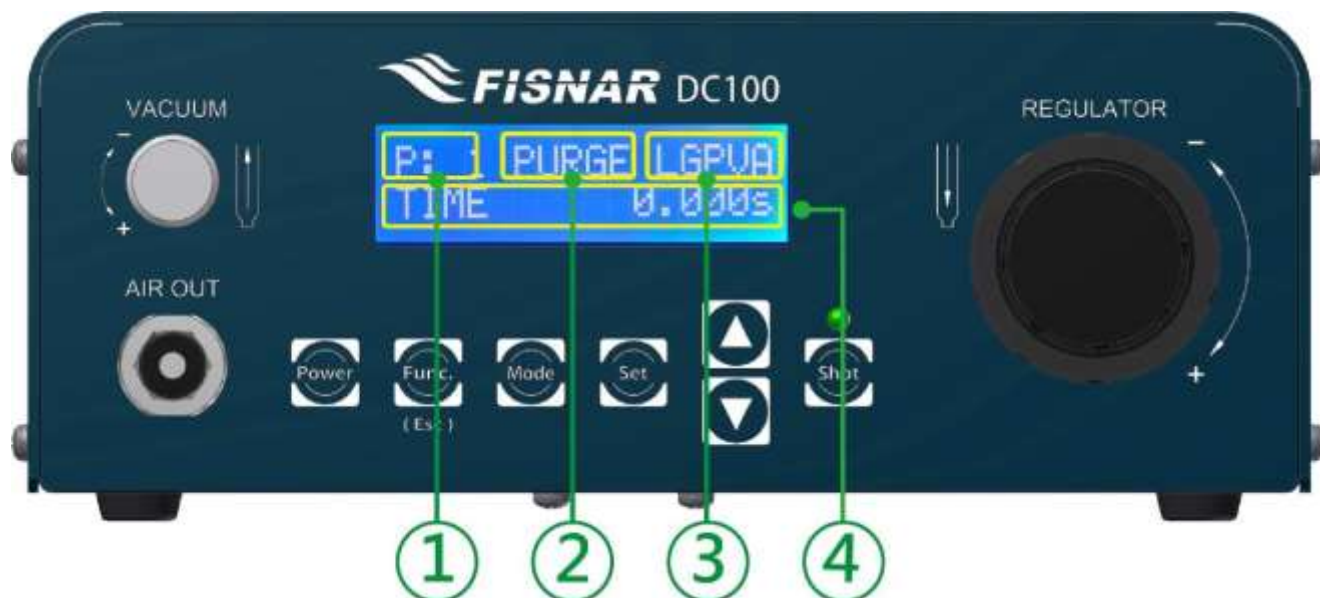 FISNAR DC100
VACUUM
REGULATOR
P: 1 PURGE LGPVA
TIME 0.000s
AIR OUT
Power
Func.
(Esc)
Mode
Set
Shot
- +
- +
1 2 3 4